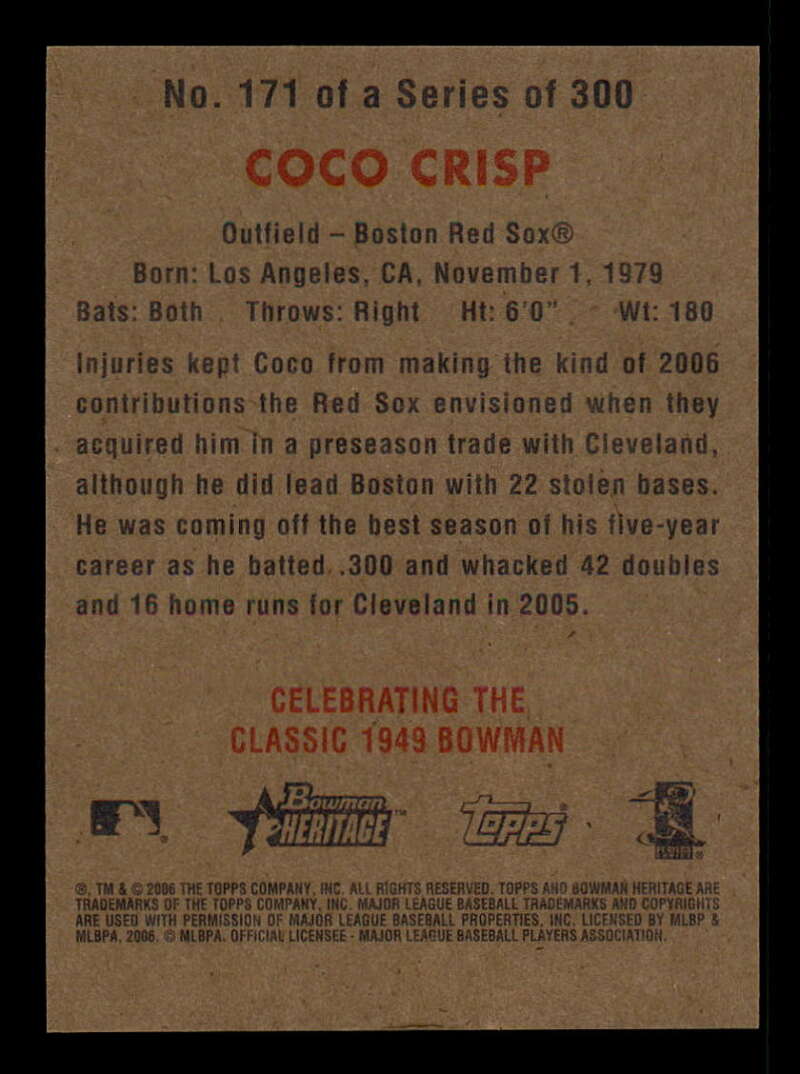 No. 171 of a Series of 300
COCO CRISP
Outfield – Boston Red Sox®
Born: Los Angeles, CA, November 1, 1979
Bats: Both Throws: Right Ht: 6'0" Wt: 180
Injuries kept Coco from making the kind of 2006
contributions the Red Sox envisioned when they
acquired him in a preseason trade with Cleveland,
although he did lead Boston with 22 stolen bases.
He was coming off the best season of his five-year
career as he batted .300 and whacked 42 doubles
and 16 home runs for Cleveland in 2005.
CELEBRATING THE
CLASSIC 1949 BOWMAN
Bowman
HERITAGE™
Topps®
®, TM & © 2006 THE TOPPS COMPANY, INC. ALL RIGHTS RESERVED. TOPPS AND BOWMAN HERITAGE ARE
TRADEMARKS OF THE TOPPS COMPANY, INC. MAJOR LEAGUE BASEBALL TRADEMARKS AND COPYRIGHTS
ARE USED WITH PERMISSION OF MAJOR LEAGUE BASEBALL PROPERTIES, INC. LICENSED BY MLBP &
MLBPA, 2006. © MLBPA. OFFICIAL LICENSEE - MAJOR LEAGUE BASEBALL PLAYERS ASSOCIATION.